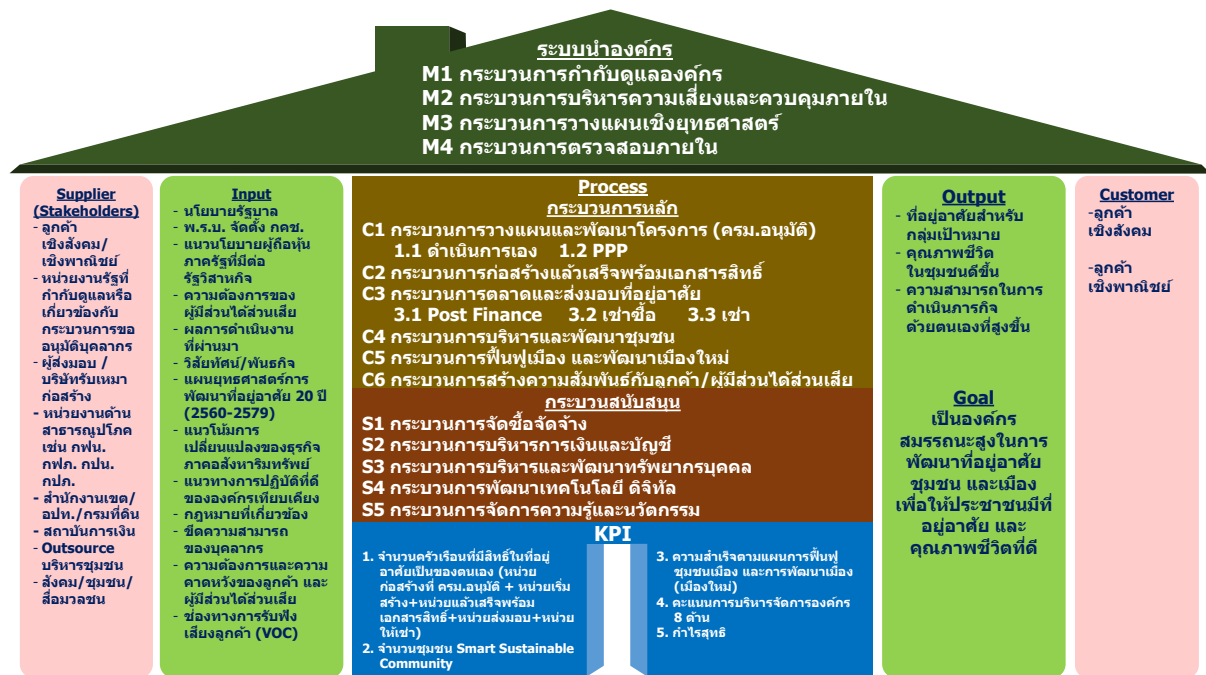 ระบบนำองค์กร
M1 กระบวนการกำกับดูแลองค์กร
M2 กระบวนการบริหารความเสี่ยงและควบคุมภายใน
M3 กระบวนการวางแผนเชิงยุทธศาสตร์
M4 กระบวนการตรวจสอบภายใน
Supplier
(Stakeholders)
- ลูกค้า
เชิงสังคม/
เชิงพาณิชย์
- หน่วยงานรัฐที่
กำกับดูแลหรือ
เกี่ยวข้องกับ
กระบวนการขอ
อนุมัติบุคลากร
- ผู้ส่งมอบ /
บริษัทรับเหมา
ก่อสร้าง
- หน่วยงานด้าน
สาธารณูปโภค
เช่น กฟน.
กฟภ. กปน.
กปภ.
- สำนักงานเขต/
อปท./กรมที่ดิน
- สถาบันการเงิน
- Outsource
บริหารชุมชน
- สังคม/ชุมชน/
สื่อมวลชน
Input
- นโยบายรัฐบาล
- พ.ร.บ. จัดตั้ง กคช.
- แนวนโยบายผู้ถือหุ้น
ภาครัฐที่มีต่อ
รัฐวิสาหกิจ
- ความต้องการของ
ผู้มีส่วนได้ส่วนเสีย
- ผลการดำเนินงาน
ที่ผ่านมา
- วิสัยทัศน์/พันธกิจ
- แผนยุทธศาสตร์การ
พัฒนาที่อยู่อาศัย 20 ปี
(2560-2579)
- แนวโน้มการ
เปลี่ยนแปลงของธุรกิจ
ภาคอสังหาริมทรัพย์
- แนวทางการปฏิบัติที่ดี
ขององค์กรเทียบเคียง
- กฎหมายที่เกี่ยวข้อง
- ขีดความสามารถ
ของบุคลากร
- ความต้องการและความ
คาดหวังของลูกค้า และ
ผู้มีส่วนได้ส่วนเสีย
- ช่องทางการรับฟัง
เสียงลูกค้า (VOC)
Process
กระบวนการหลัก
C1 กระบวนการวางแผนและพัฒนาโครงการ (ครม.อนุมัติ)
1.1 ดำเนินการเอง 1.2 PPP
C2 กระบวนการก่อสร้างแล้วเสร็จพร้อมเอกสารสิทธิ์
C3 กระบวนการตลาดและส่งมอบที่อยู่อาศัย
3.1 Post Finance 3.2 เช่าซื้อ 3.3 เช่า
C4 กระบวนการบริหารและพัฒนาชุมชน
C5 กระบวนการฟื้นฟูเมือง และพัฒนาเมืองใหม่
C6 กระบวนการสร้างความสัมพันธ์กับลูกค้า/ผู้มีส่วนได้ส่วนเสีย
กระบวนสนับสนุน
S1 กระบวนการจัดซื้อจัดจ้าง
S2 กระบวนการบริหารการเงินและบัญชี
S3 กระบวนการบริหารและพัฒนาทรัพยากรบุคคล
S4 กระบวนการพัฒนาเทคโนโลยี ดิจิทัล
S5 กระบวนการจัดการความรู้และนวัตกรรม
KPI
1. จำนวนครัวเรือนที่มีสิทธิ์ในที่อยู่
อาศัยเป็นของตนเอง (หน่วย
ก่อสร้างที่ ครม.อนุมัติ + หน่วยเริ่ม
สร้าง+หน่วยแล้วเสร็จพร้อม
เอกสารสิทธิ์+หน่วยส่งมอบ+หน่วย
ให้เช่า)
2. จำนวนชุมชน Smart Sustainable
Community
3. ความสำเร็จตามแผนการฟื้นฟู
ชุมชนเมือง และการพัฒนาเมือง
(เมืองใหม่)
4. คะแนนการบริหารจัดการองค์กร
8 ด้าน
5. กำไรสุทธิ
Output
- ที่อยู่อาศัยสำหรับ
กลุ่มเป้าหมาย
- คุณภาพชีวิต
ในชุมชนดีขึ้น
- ความสามารถในการ
ดำเนินภารกิจ
ด้วยตนเองที่สูงขึ้น
Goal
เป็นองค์กร
สมรรถนะสูงในการ
พัฒนาที่อยู่อาศัย
ชุมชน และเมือง
เพื่อให้ประชาชนมีที่
อยู่อาศัย และ
คุณภาพชีวิตที่ดี
Customer
-ลูกค้า
เชิงสังคม
-ลูกค้า
เชิงพาณิชย์